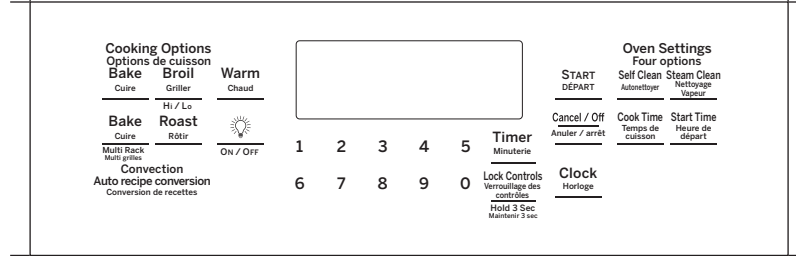 Cooking Options
Options de cuisson
Bake
Cuire
Broil
Griller
Hi / Lo
Warm
Chaud
Bake
Cuire
Multi Rack
Multi grilles
Roast
Rôtir
On / Off
Convection
Auto recipe conversion
Conversion de recettes
1 2 3 4 5
6 7 8 9 0
Timer
Minuterie
Lock Controls
Verrouillage des
contrôles
Hold 3 Sec
Maintenir 3 sec
Start
DÉPART
Cancel / Off
Anuler / arrêt
Clock
Horloge
Oven Settings
Four options
Self Clean
Autonettoyer
Steam Clean
Nettoyage
Vapeur
Cook Time
Temps de
cuisson
Start Time
Heure de
départ